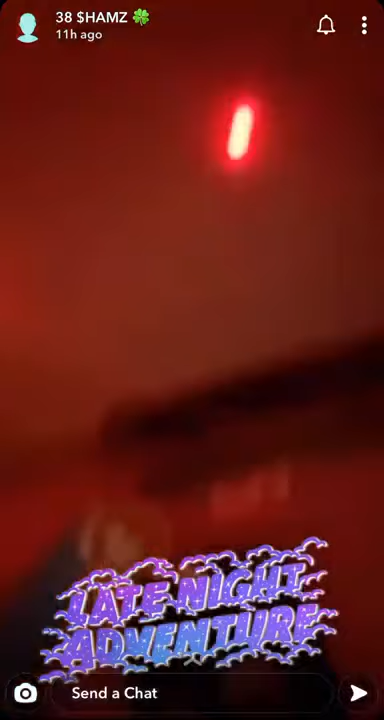 38 $HAMZ 🍀
11h ago
LATE NIGHT
ADVENTURE
Send a Chat